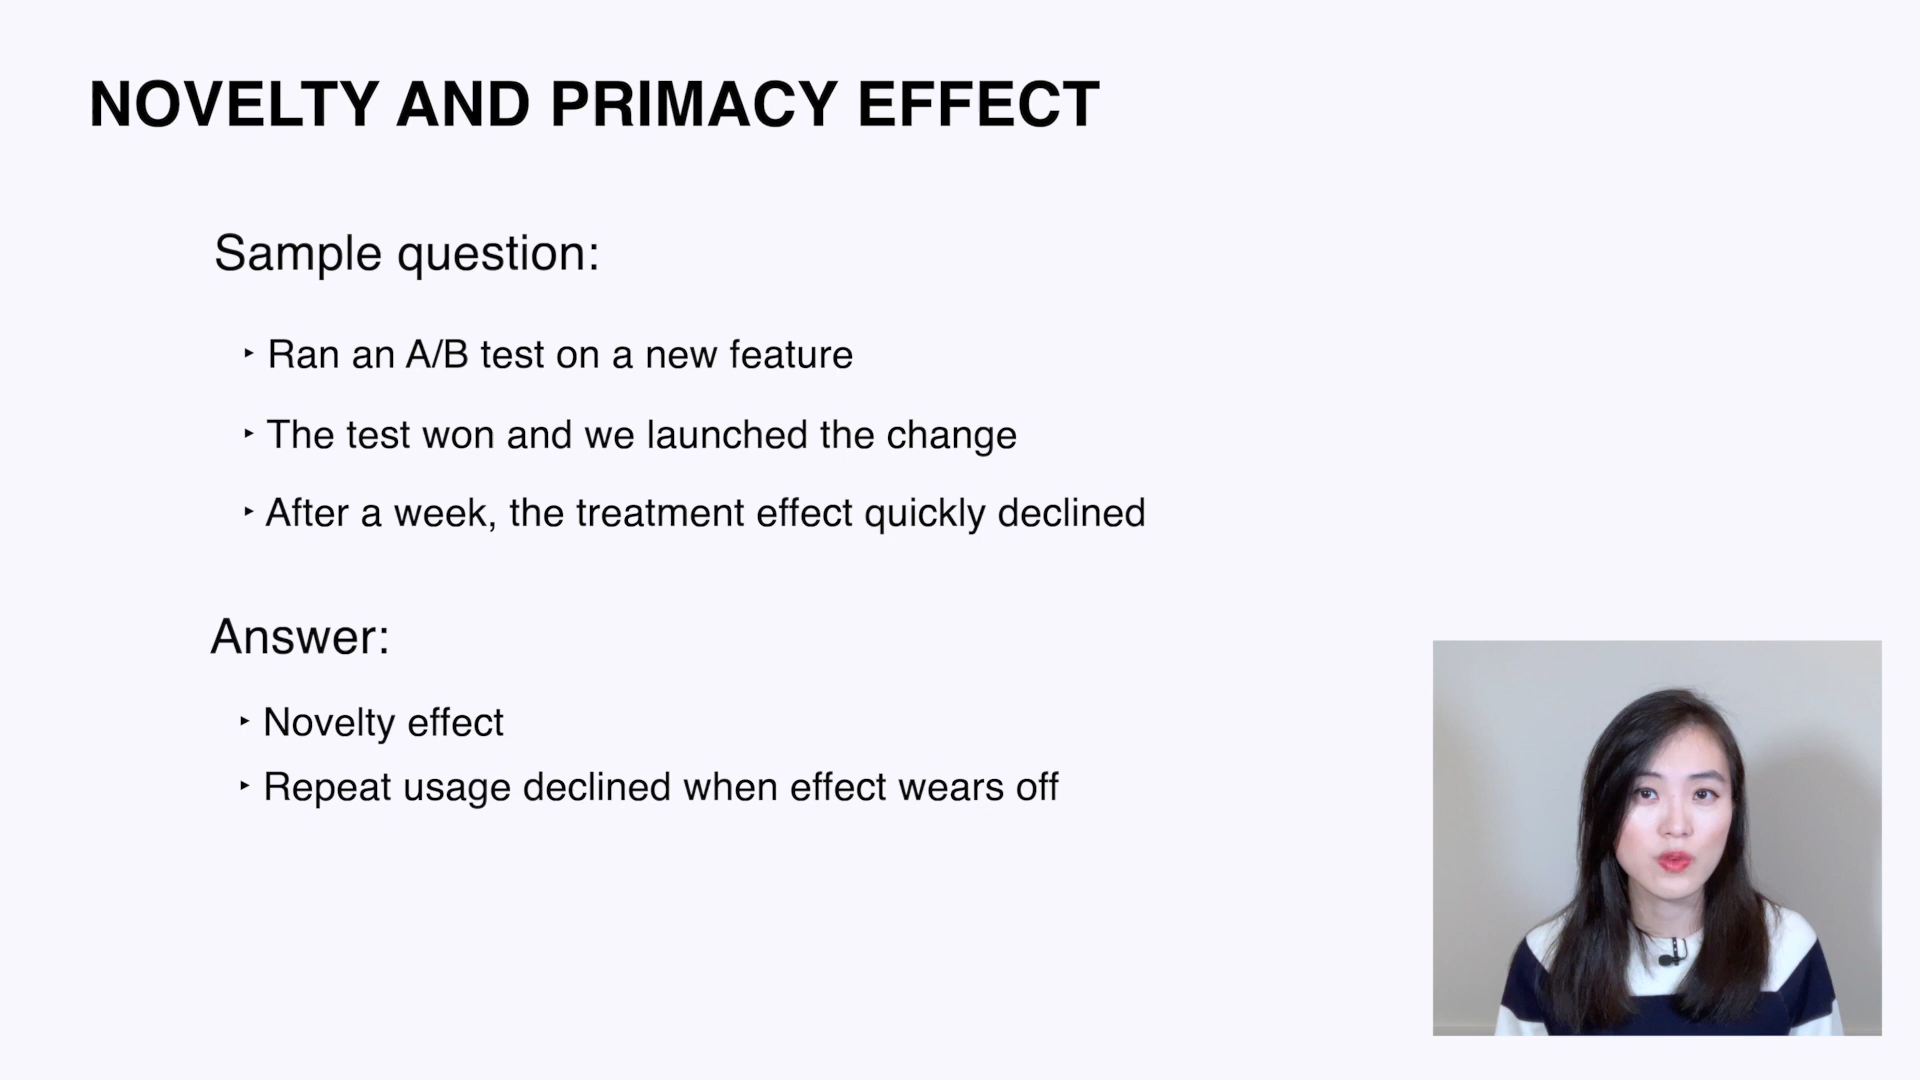 NOVELTY AND PRIMACY EFFECT
Sample question:
‣ Ran an A/B test on a new feature
‣ The test won and we launched the change
‣ After a week, the treatment effect quickly declined
Answer:
‣ Novelty effect
‣ Repeat usage declined when effect wears off